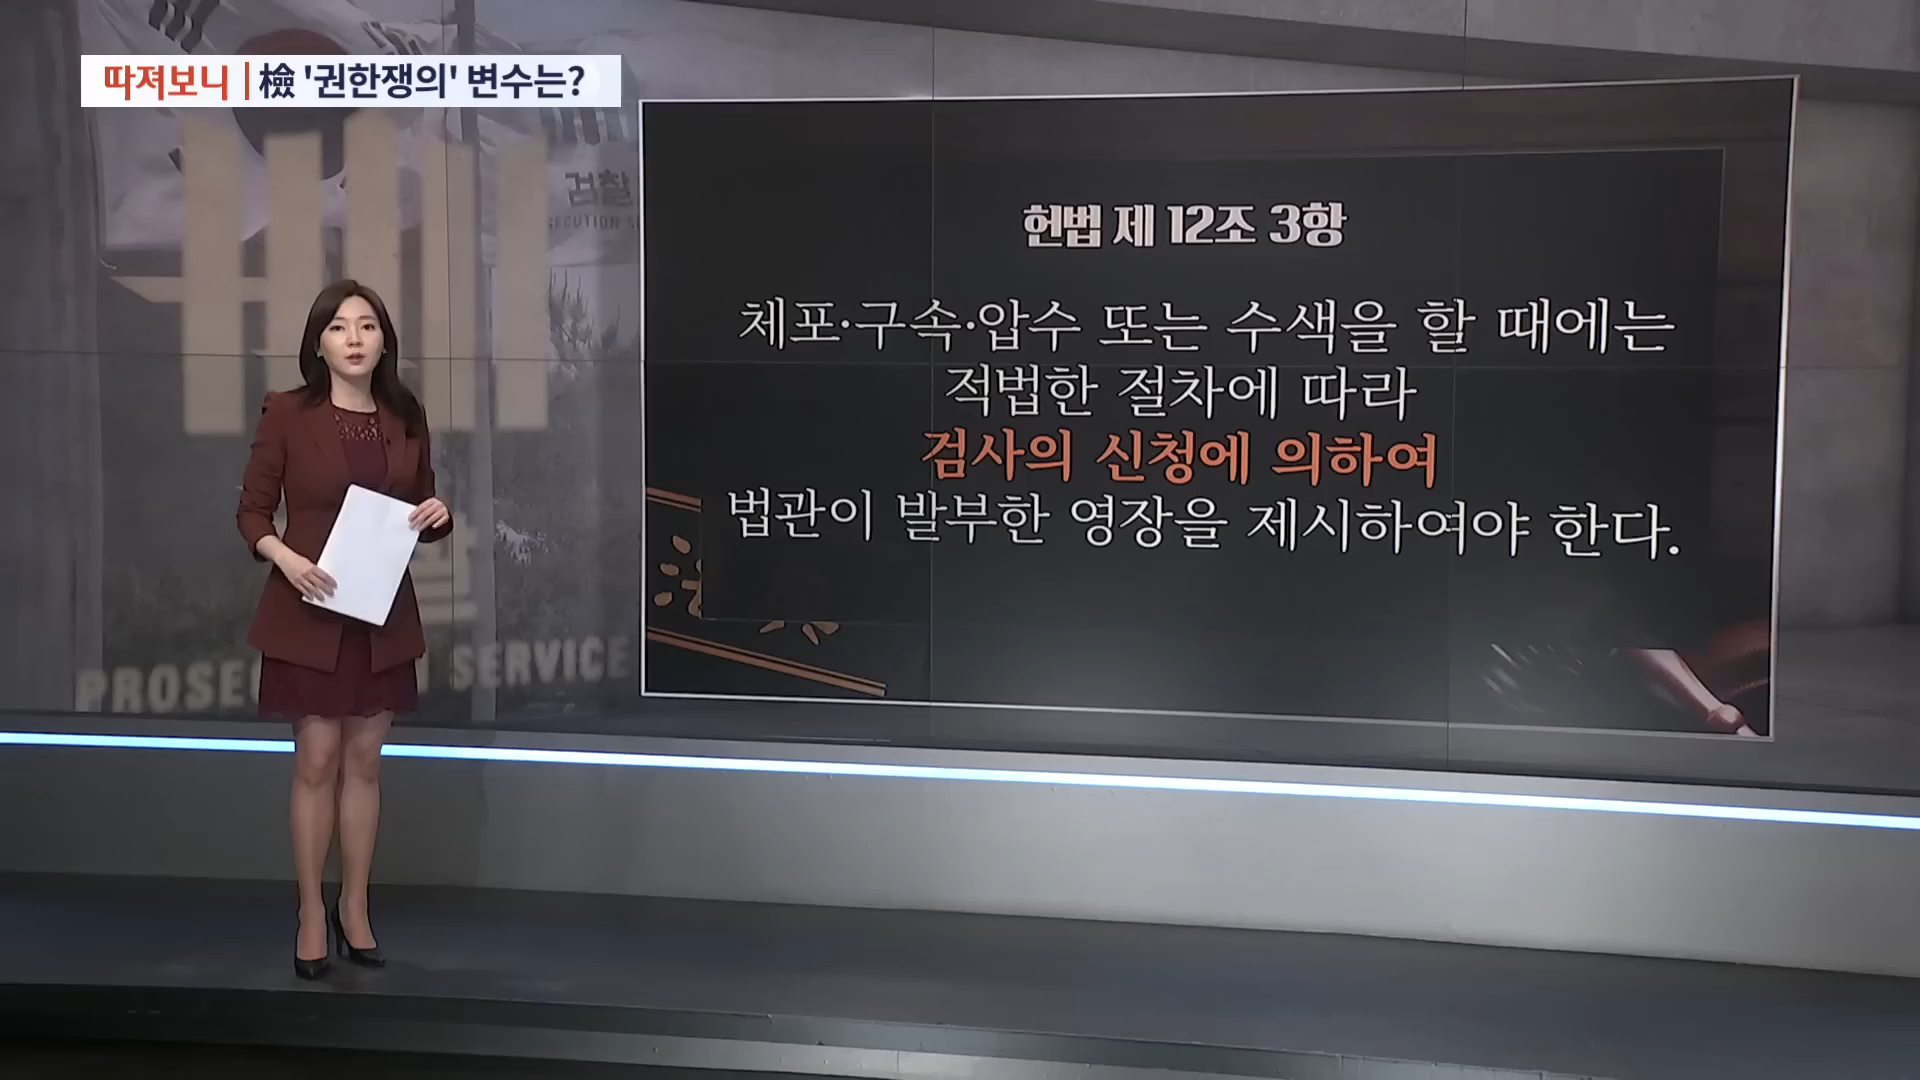 따져보니 | 檢 '권한쟁의' 변수는?
검찰
헌법 제 12조 3항
체포·구속·압수 또는 수색을 할 때에는
적법한 절차에 따라
검사의 신청에 의하여
법관이 발부한 영장을 제시하여야 한다.
SERVICE